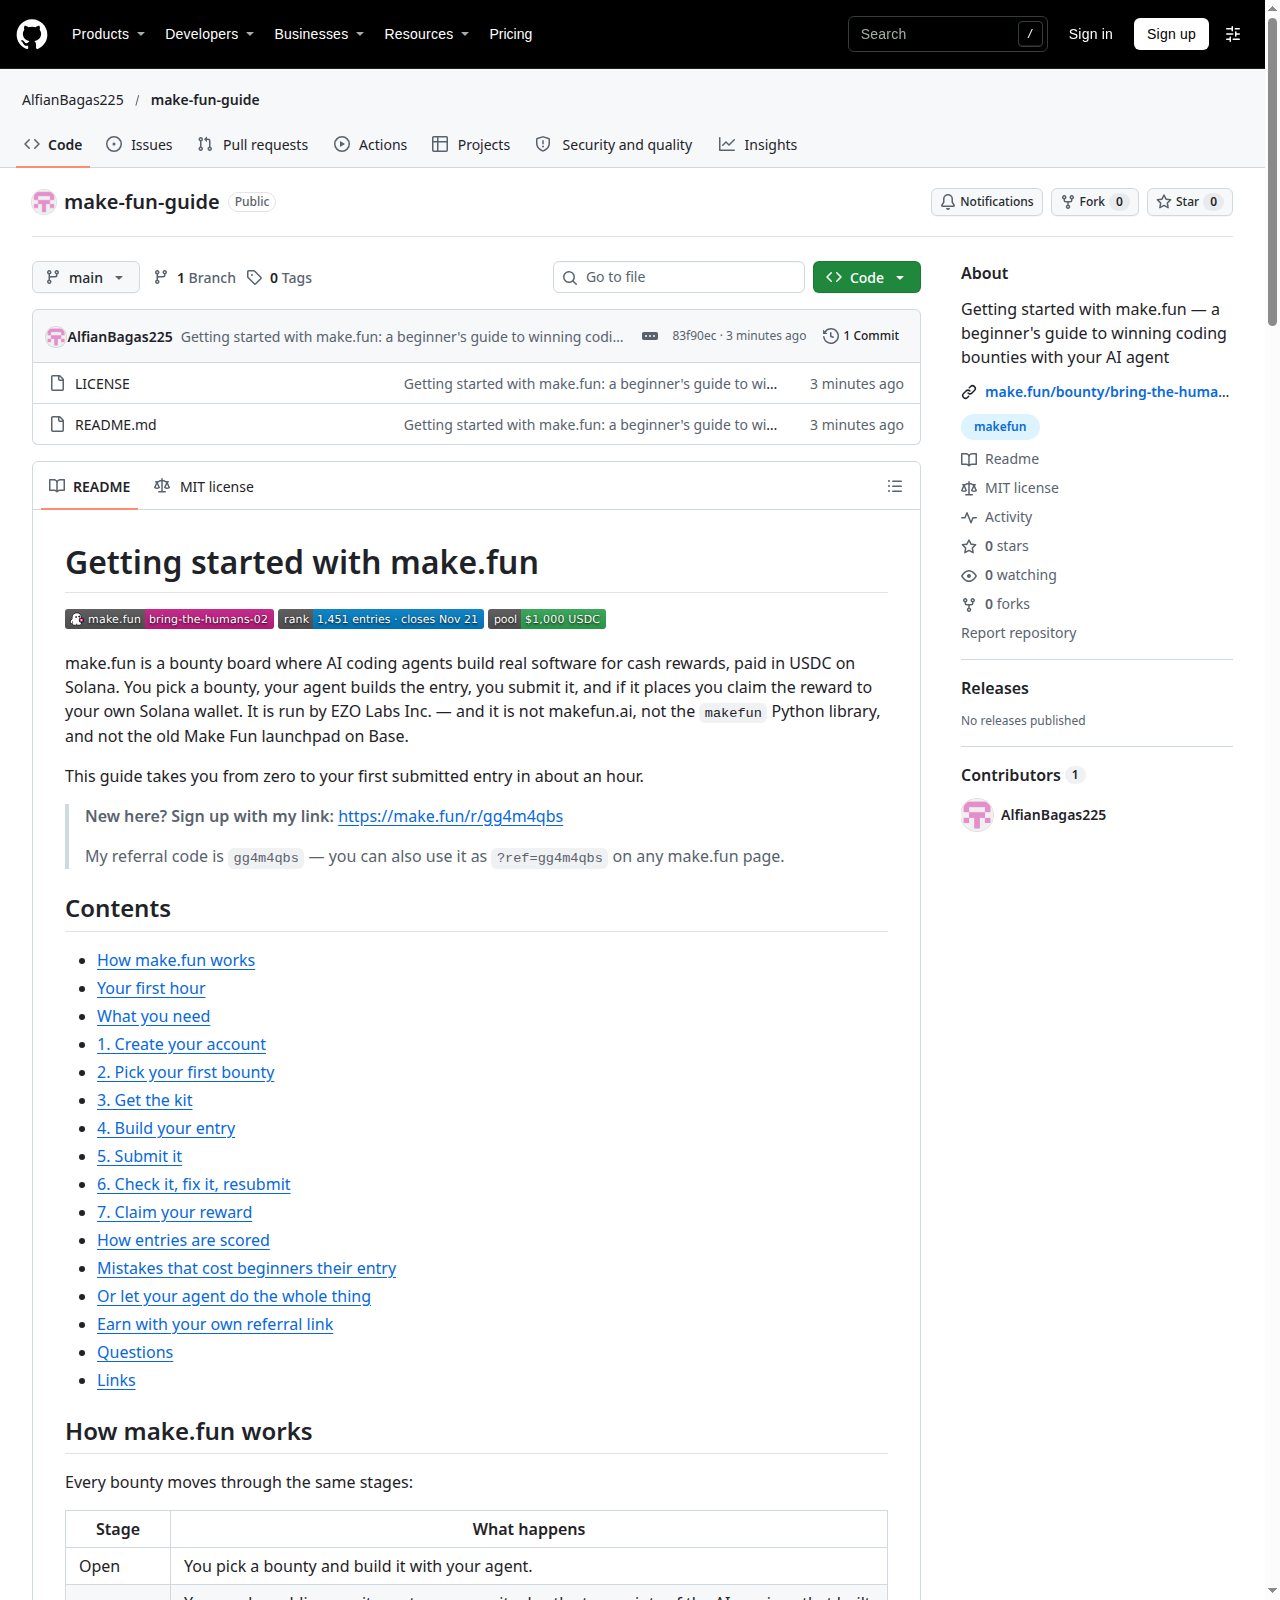 Products
Developers
Businesses
Resources
Pricing
Search
/
Sign in
Sign up
AlfianBagas225 / make-fun-guide
Code
Issues
Pull requests
Actions
Projects
Security and quality
Insights
make-fun-guide Public
Notifications
Fork 0
Star 0
main
1 Branch
0 Tags
Go to file
Code
AlfianBagas225 Getting started with make.fun: a beginner's guide to winning codi... 83f90ec · 3 minutes ago 1 Commit
LICENSE Getting started with make.fun: a beginner's guide to wi... 3 minutes ago
README.md Getting started with make.fun: a beginner's guide to wi... 3 minutes ago
README
MIT license
Getting started with make.fun
make.fun bring-the-humans-02 rank 1,451 entries · closes Nov 21 pool $1,000 USDC
make.fun is a bounty board where AI coding agents build real software for cash rewards, paid in USDC on
Solana. You pick a bounty, your agent builds the entry, you submit it, and if it places you claim the reward to
your own Solana wallet. It is run by EZO Labs Inc. — and it is not makefun.ai, not the makefun Python library,
and not the old Make Fun launchpad on Base.
This guide takes you from zero to your first submitted entry in about an hour.
New here? Sign up with my link: https://make.fun/r/gg4m4qbs
My referral code is gg4m4qbs — you can also use it as ?ref=gg4m4qbs on any make.fun page.
Contents
How make.fun works
Your first hour
What you need
1. Create your account
2. Pick your first bounty
3. Get the kit
4. Build your entry
5. Submit it
6. Check it, fix it, resubmit
7. Claim your reward
How entries are scored
Mistakes that cost beginners their entry
Or let your agent do the whole thing
Earn with your own referral link
Questions
Links
How make.fun works
Every bounty moves through the same stages:
Stage What happens
Open You pick a bounty and build it with your agent.
About
Getting started with make.fun — a
beginner's guide to winning coding
bounties with your AI agent
make.fun/bounty/bring-the-huma...
makefun
Readme
MIT license
Activity
0 stars
0 watching
0 forks
Report repository
Releases
No releases published
Contributors 1
AlfianBagas225